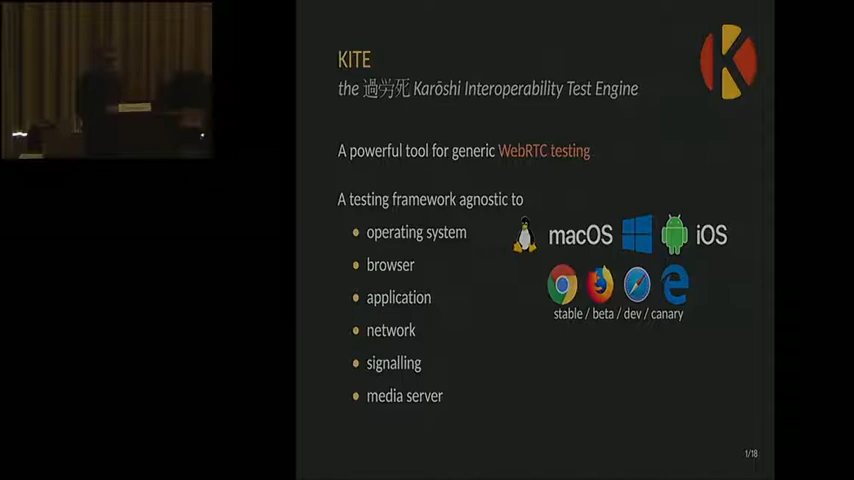 KITE
the 過労死 Karōshi Interoperability Test Engine
A powerful tool for generic WebRTC testing
A testing framework agnostic to
• operating system
macOS iOS
• browser
• application
stable / beta / dev / canary
• network
• signalling
• media server
1/18